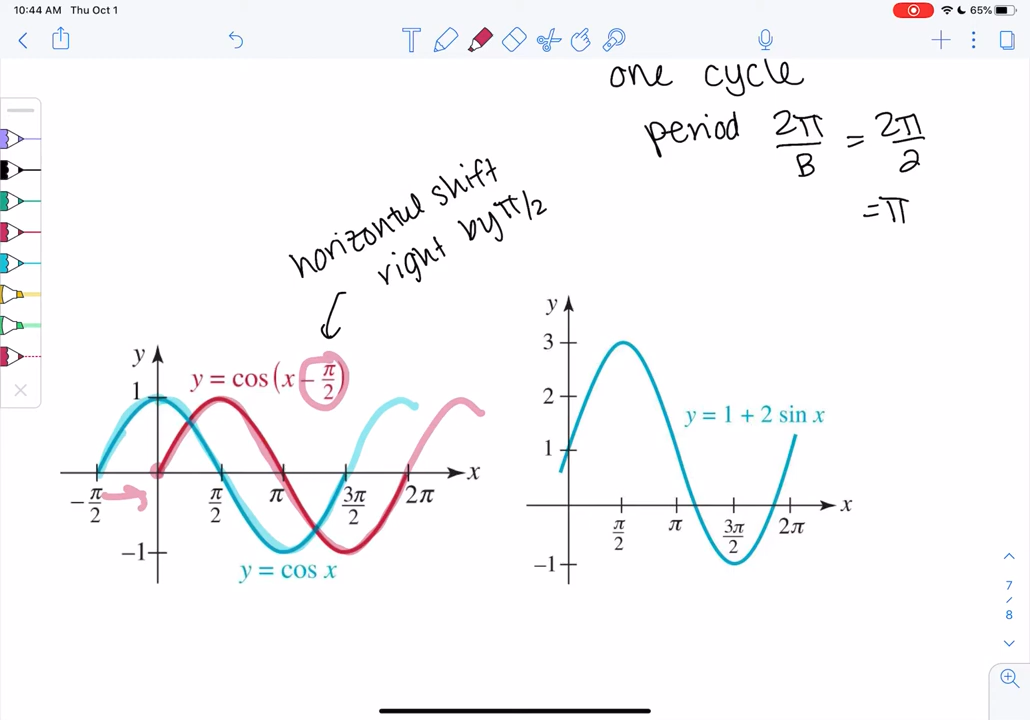 10:44 AM Thu Oct 1
65%
one cycle
period 2π/B = 2π/2
= π
horizontal shift
right by π/2
y
1
y = cos(x − π/2)
x
−π/2
π/2
π
3π/2
2π
−1
y = cos x
y
3
2
y = 1 + 2 sin x
1
x
π/2
π
3π/2
2π
−1
7
/
8